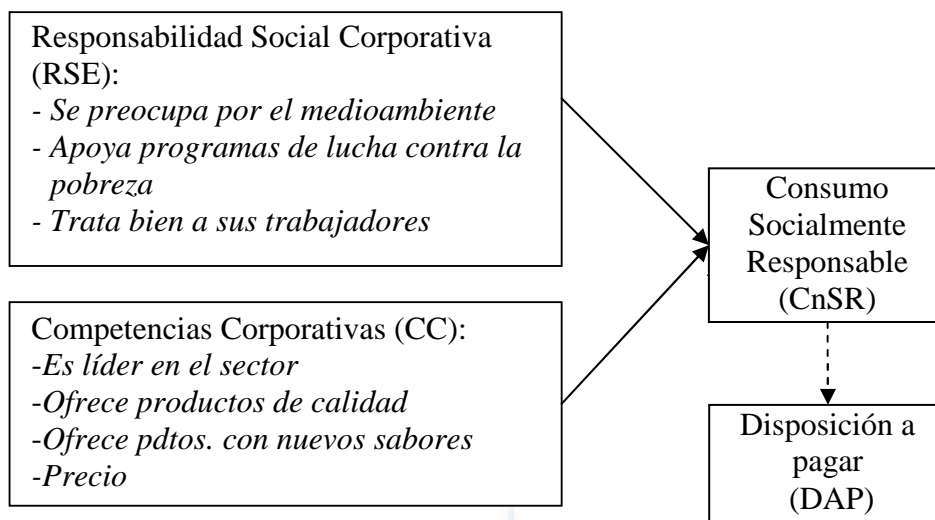 Responsabilidad Social Corporativa
(RSE):
- Se preocupa por el medioambiente
- Apoya programas de lucha contra la
pobreza
- Trata bien a sus trabajadores
Competencias Corporativas (CC):
-Es líder en el sector
-Ofrece productos de calidad
-Ofrece pdtos. con nuevos sabores
-Precio
Consumo
Socialmente
Responsable
(CnSR)
Disposición a
pagar
(DAP)